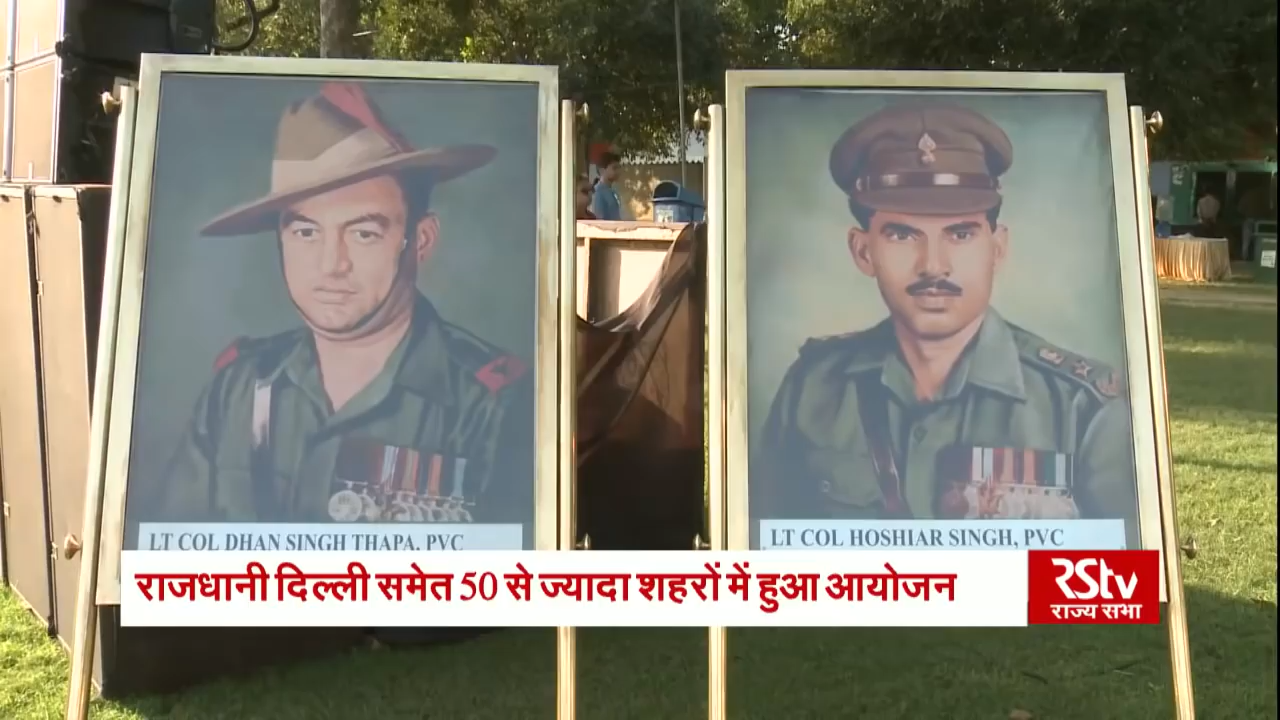 LT COL DHAN SINGH THAPA, PVC
LT COL HOSHIAR SINGH, PVC
राजधानी दिल्ली समेत 50 से ज्यादा शहरों में हुआ आयोजन
RStv
राज्य सभा